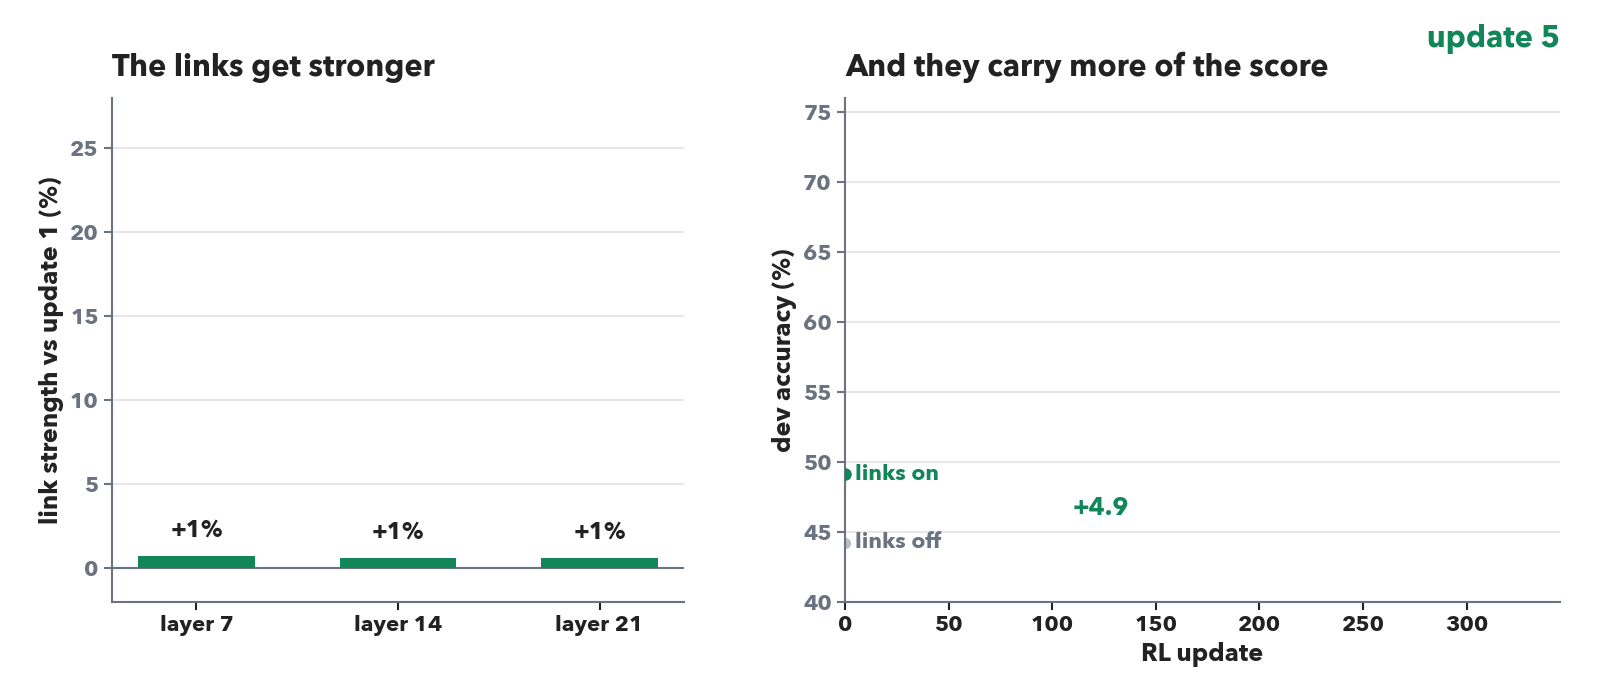 update 5
The links get stronger
And they carry more of the score
link strength vs update 1 (%)
25
20
15
10
5
0
+1%
+1%
+1%
layer 7
layer 14
layer 21
dev accuracy (%)
75
70
65
60
55
50
45
40
links on
+4.9
links off
0
50
100
150
200
250
300
RL update